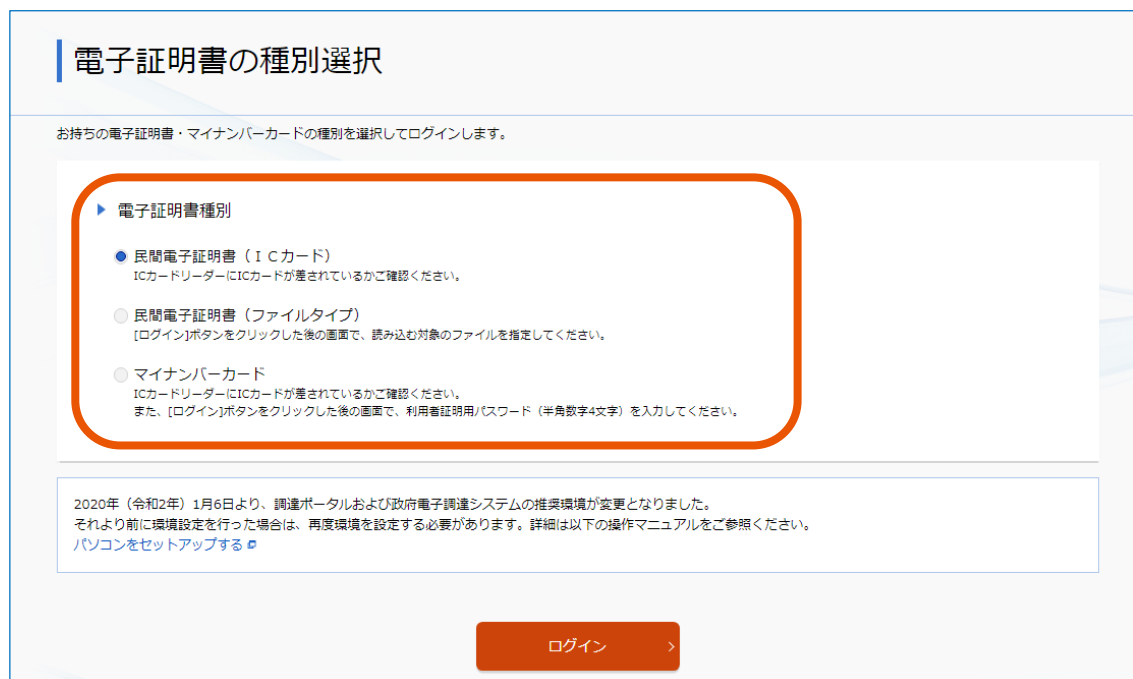 電子証明書の種別選択
お持ちの電子証明書・マイナンバーカードの種別を選択してログインします。
電子証明書種別
民間電子証明書（ＩＣカード）
ICカードリーダーにICカードが差されているかご確認ください。
民間電子証明書（ファイルタイプ）
[ログイン]ボタンをクリックした後の画面で、読み込む対象のファイルを指定してください。
マイナンバーカード
ICカードリーダーにICカードが差されているかご確認ください。
また、[ログイン]ボタンをクリックした後の画面で、利用者証明用パスワード（半角数字4文字）を入力してください。
2020年（令和2年）1月6日より、調達ポータルおよび政府電子調達システムの推奨環境が変更となりました。
それより前に環境設定を行った場合は、再度環境を設定する必要があります。詳細は以下の操作マニュアルをご参照ください。
パソコンをセットアップする
ログイン